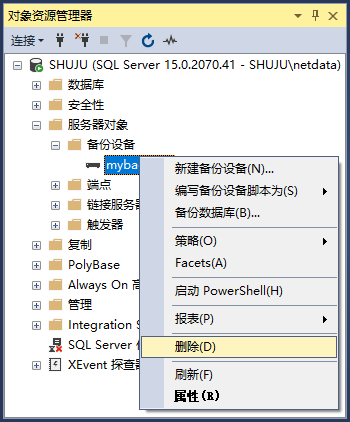 对象资源管理器
连接
SHUJU (SQL Server 15.0.2070.41 - SHUJU\netdata)
数据库
安全性
服务器对象
备份设备
myba
新建备份设备(N)...
端点
编写备份设备脚本为(S)
链接服务器
备份数据库(B)...
触发器
策略(O)
复制
Facets(A)
PolyBase
Always On 高
启动 PowerShell(H)
管理
报表(P)
Integration S
SQL Server
删除(D)
XEvent 探查器
刷新(F)
属性(R)